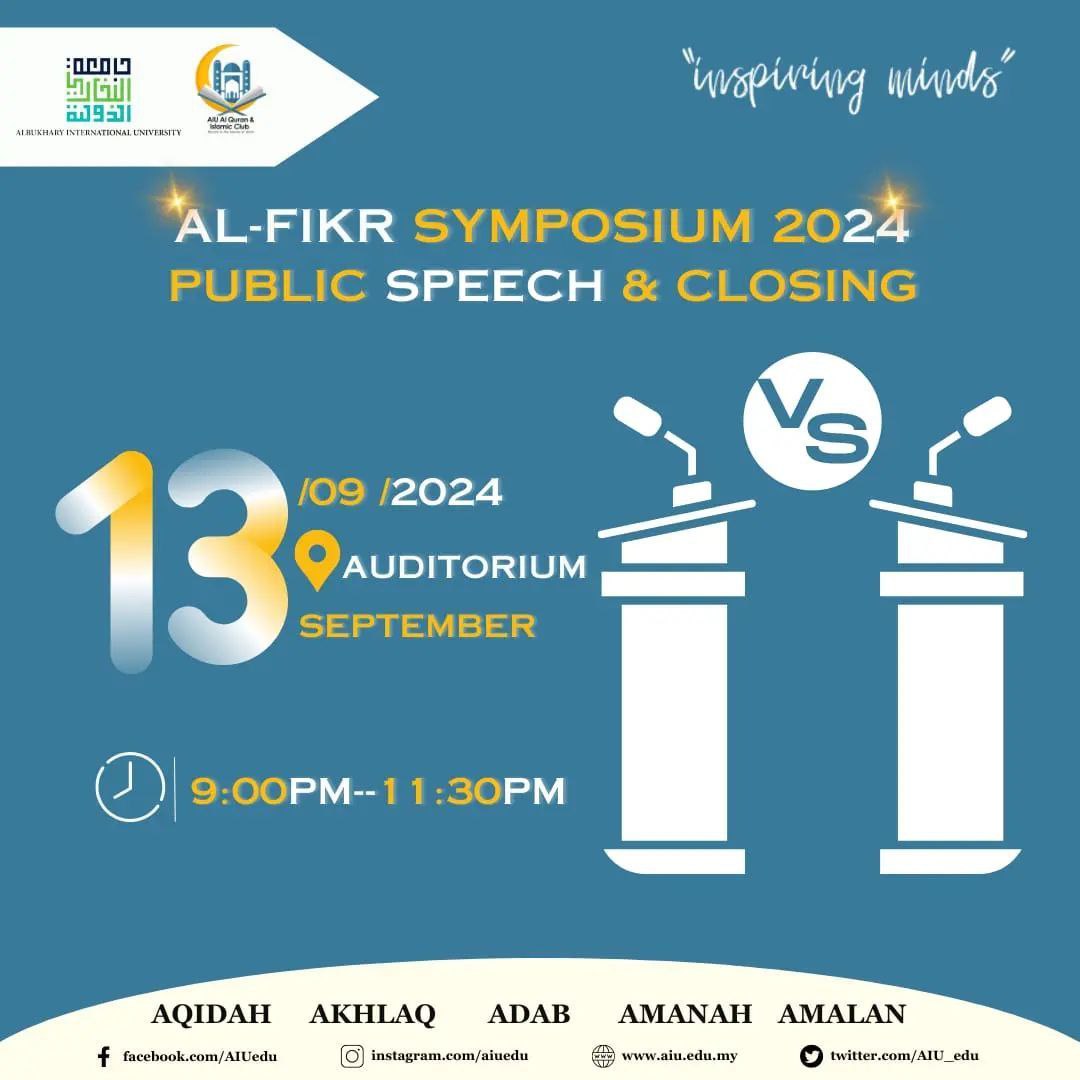 جامعة
البخاري
الدولية
ALBUKHARY INTERNATIONAL UNIVERSITY
AIU Al Quran &
Islamic Club
"inspiring minds"
AL-FIKR SYMPOSIUM 2024
PUBLIC SPEECH & CLOSING
VS
13/09 /2024
AUDITORIUM
SEPTEMBER
9:00PM--11:30PM
AQIDAH AKHLAQ ADAB AMANAH AMALAN
facebook.com/AIUedu instagram.com/aiuedu www.aiu.edu.my twitter.com/AIU_edu